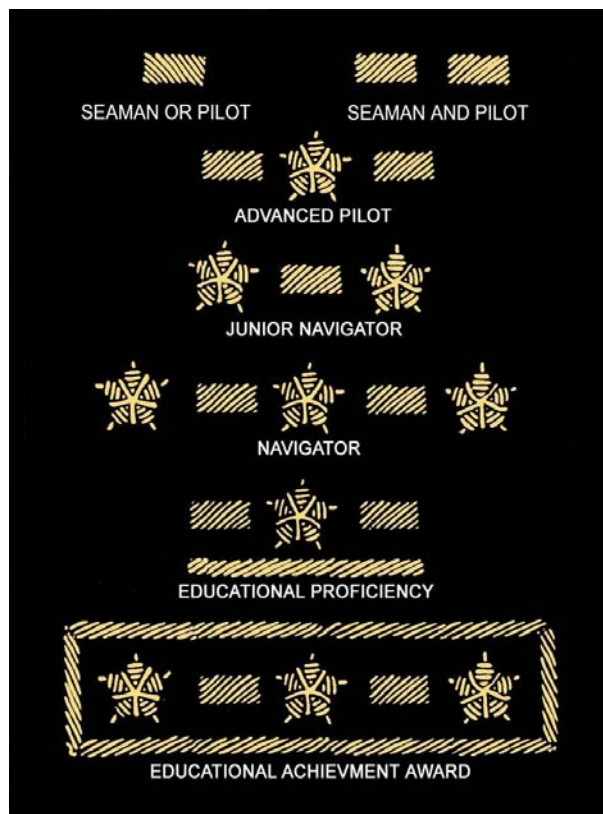 SEAMAN OR PILOT
SEAMAN AND PILOT
ADVANCED PILOT
JUNIOR NAVIGATOR
NAVIGATOR
EDUCATIONAL PROFICIENCY
EDUCATIONAL ACHIEVMENT AWARD